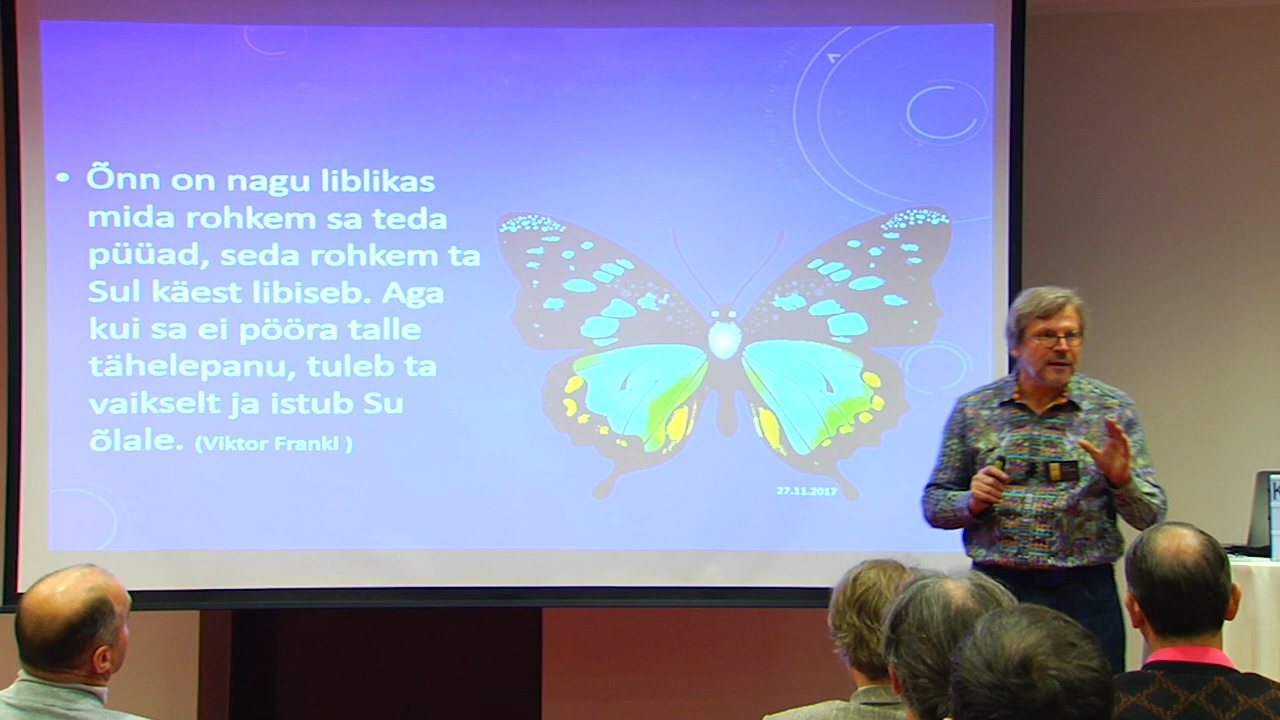 • Õnn on nagu liblikas
mida rohkem sa teda
püüad, seda rohkem ta
Sul käest libiseb. Aga
kui sa ei pööra talle
tähelepanu, tuleb ta
vaikselt ja istub Su
õlale. (Viktor Frankl )
27.11.2017